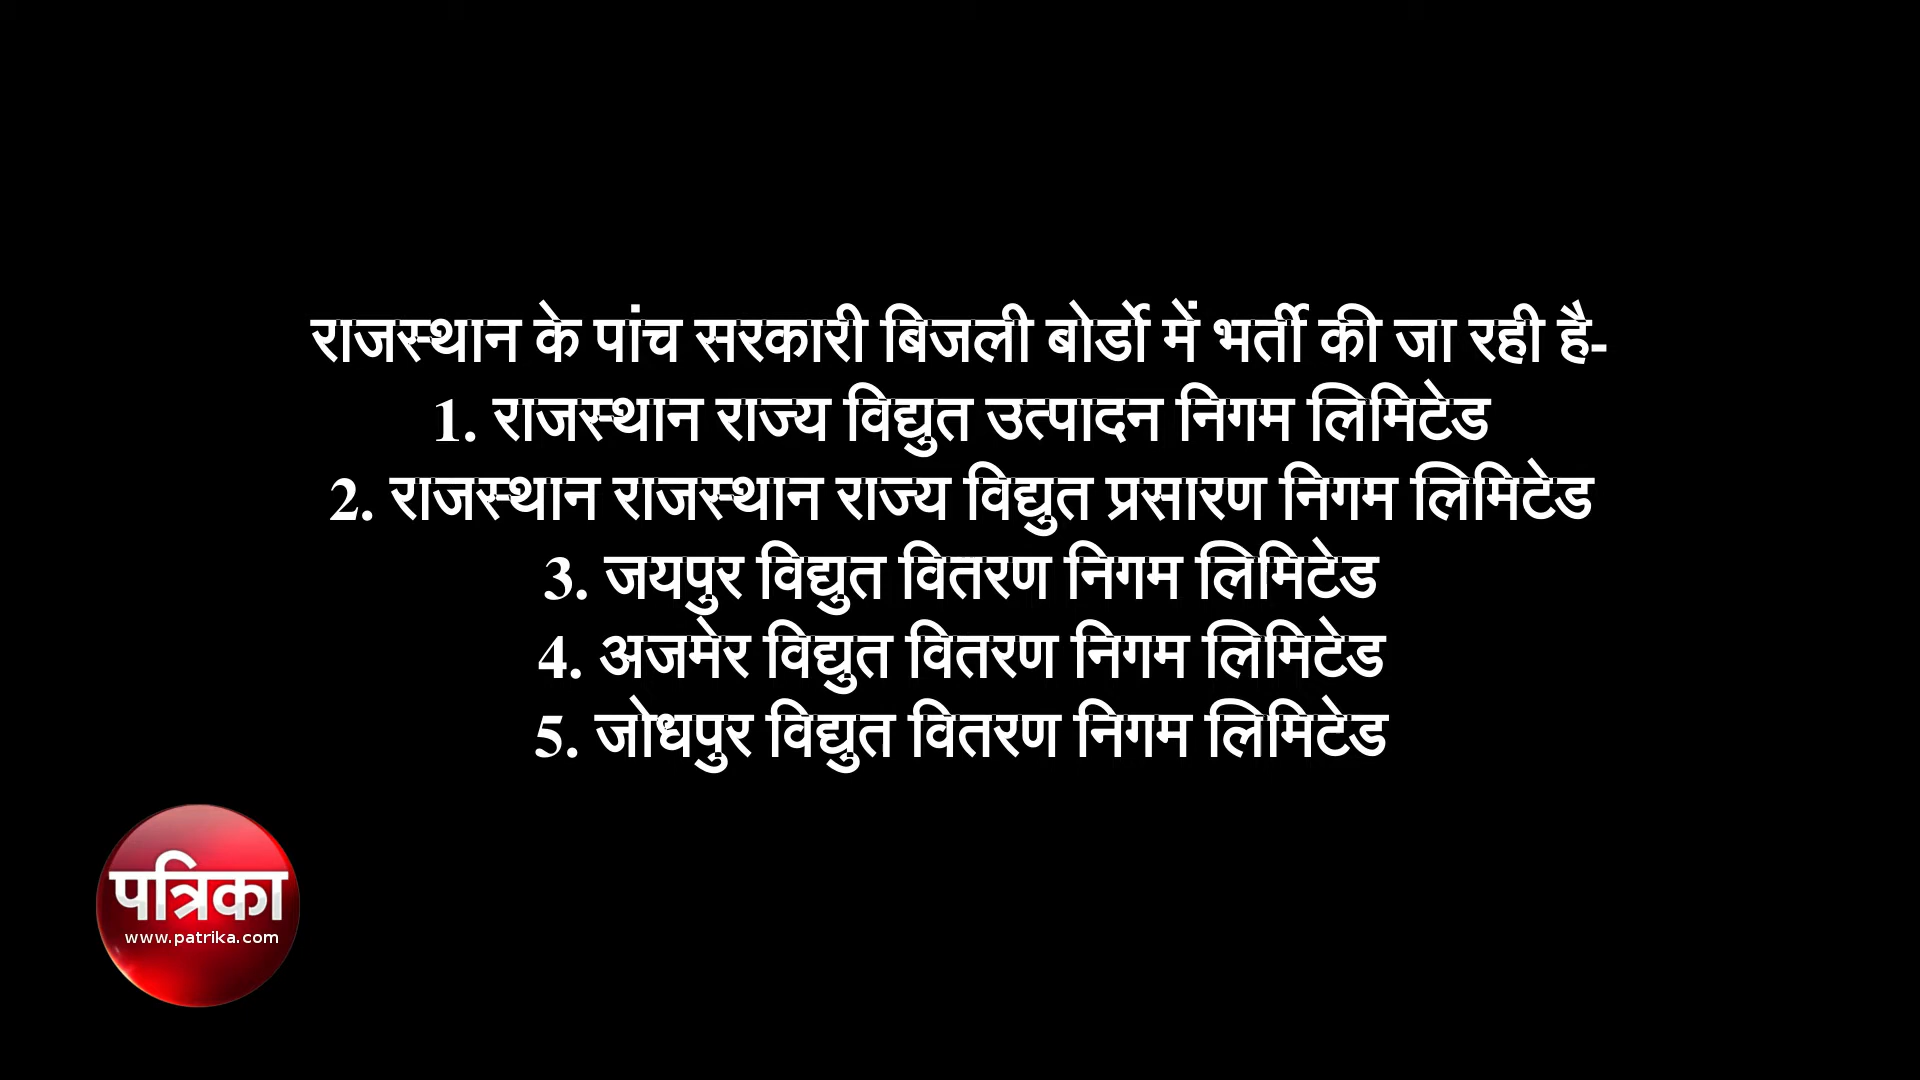 राजस्थान के पांच सरकारी बिजली बोर्डो में भर्ती की जा रही है-
1. राजस्थान राज्य विद्युत उत्पादन निगम लिमिटेड
2. राजस्थान राजस्थान राज्य विद्युत प्रसारण निगम लिमिटेड
3. जयपुर विद्युत वितरण निगम लिमिटेड
4. अजमेर विद्युत वितरण निगम लिमिटेड
5. जोधपुर विद्युत वितरण निगम लिमिटेड
पत्रिका
www.patrika.com